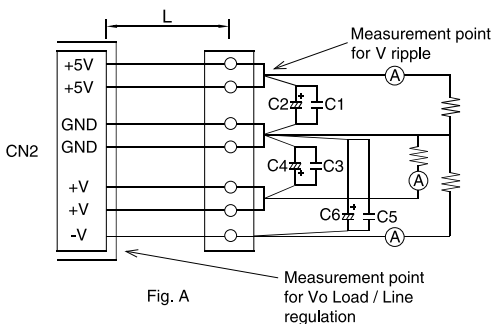 L
Measurement point
for V ripple
+5V
+5V
GND
GND
+V
+V
-V
CN2
A
C2
+
C1
C4
+
C3
A
C6
+
C5
A
Fig. A
Measurement point
for Vo Load / Line
regulation